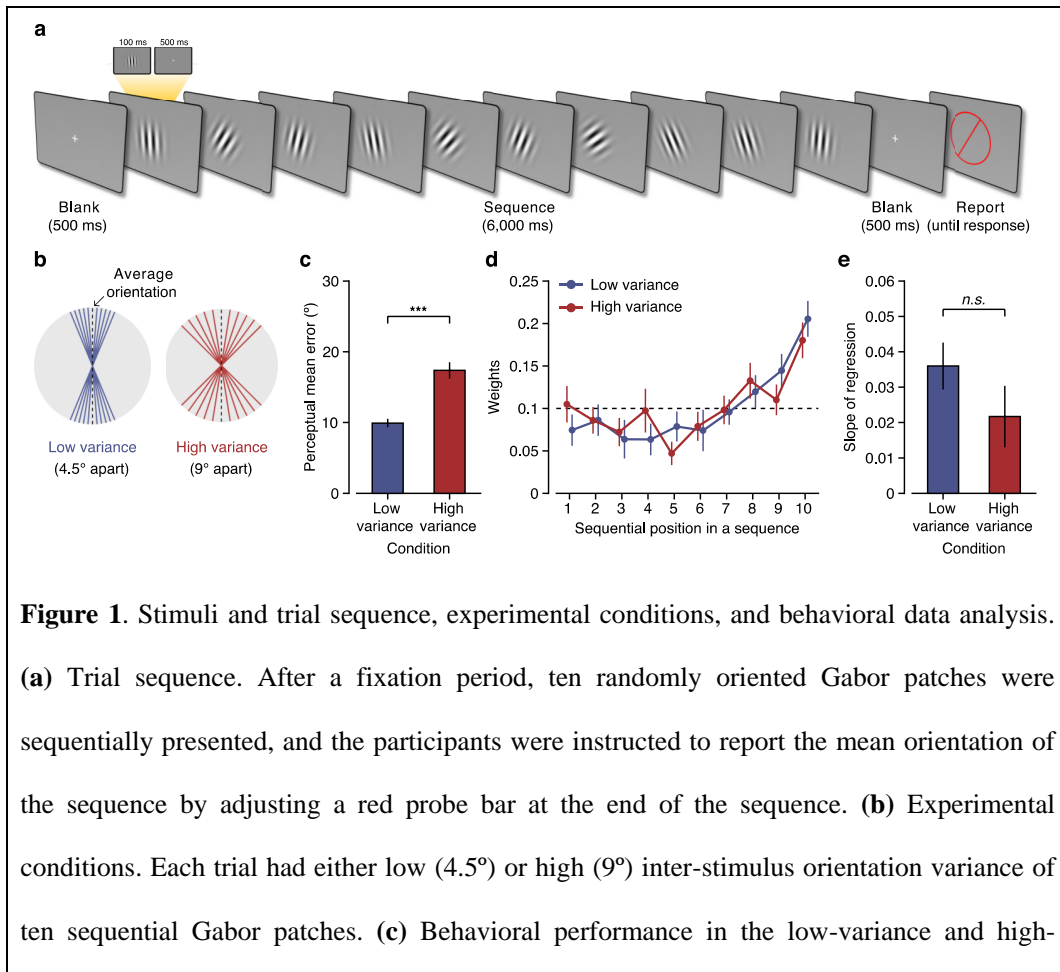 a
100 ms 500 ms
Blank
(500 ms)
Sequence
(6,000 ms)
Blank
(500 ms)
Report
(until response)
b
Average
orientation
Low variance
(4.5° apart)
High variance
(9° apart)
c
Perceptual mean error (°)
30
20
10
0
***
Low
variance
High
variance
Condition
d
Weights
0.25
0.2
0.15
0.1
0.05
0
Low variance
High variance
1 2 3 4 5 6 7 8 9 10
Sequential position in a sequence
e
Slope of regression
0.06
0.05
0.04
0.03
0.02
0.01
0
n.s.
Low
variance
High
variance
Condition
Figure 1. Stimuli and trial sequence, experimental conditions, and behavioral data analysis.
(a) Trial sequence. After a fixation period, ten randomly oriented Gabor patches were
sequentially presented, and the participants were instructed to report the mean orientation of
the sequence by adjusting a red probe bar at the end of the sequence. (b) Experimental
conditions. Each trial had either low (4.5º) or high (9º) inter-stimulus orientation variance of
ten sequential Gabor patches. (c) Behavioral performance in the low-variance and high-